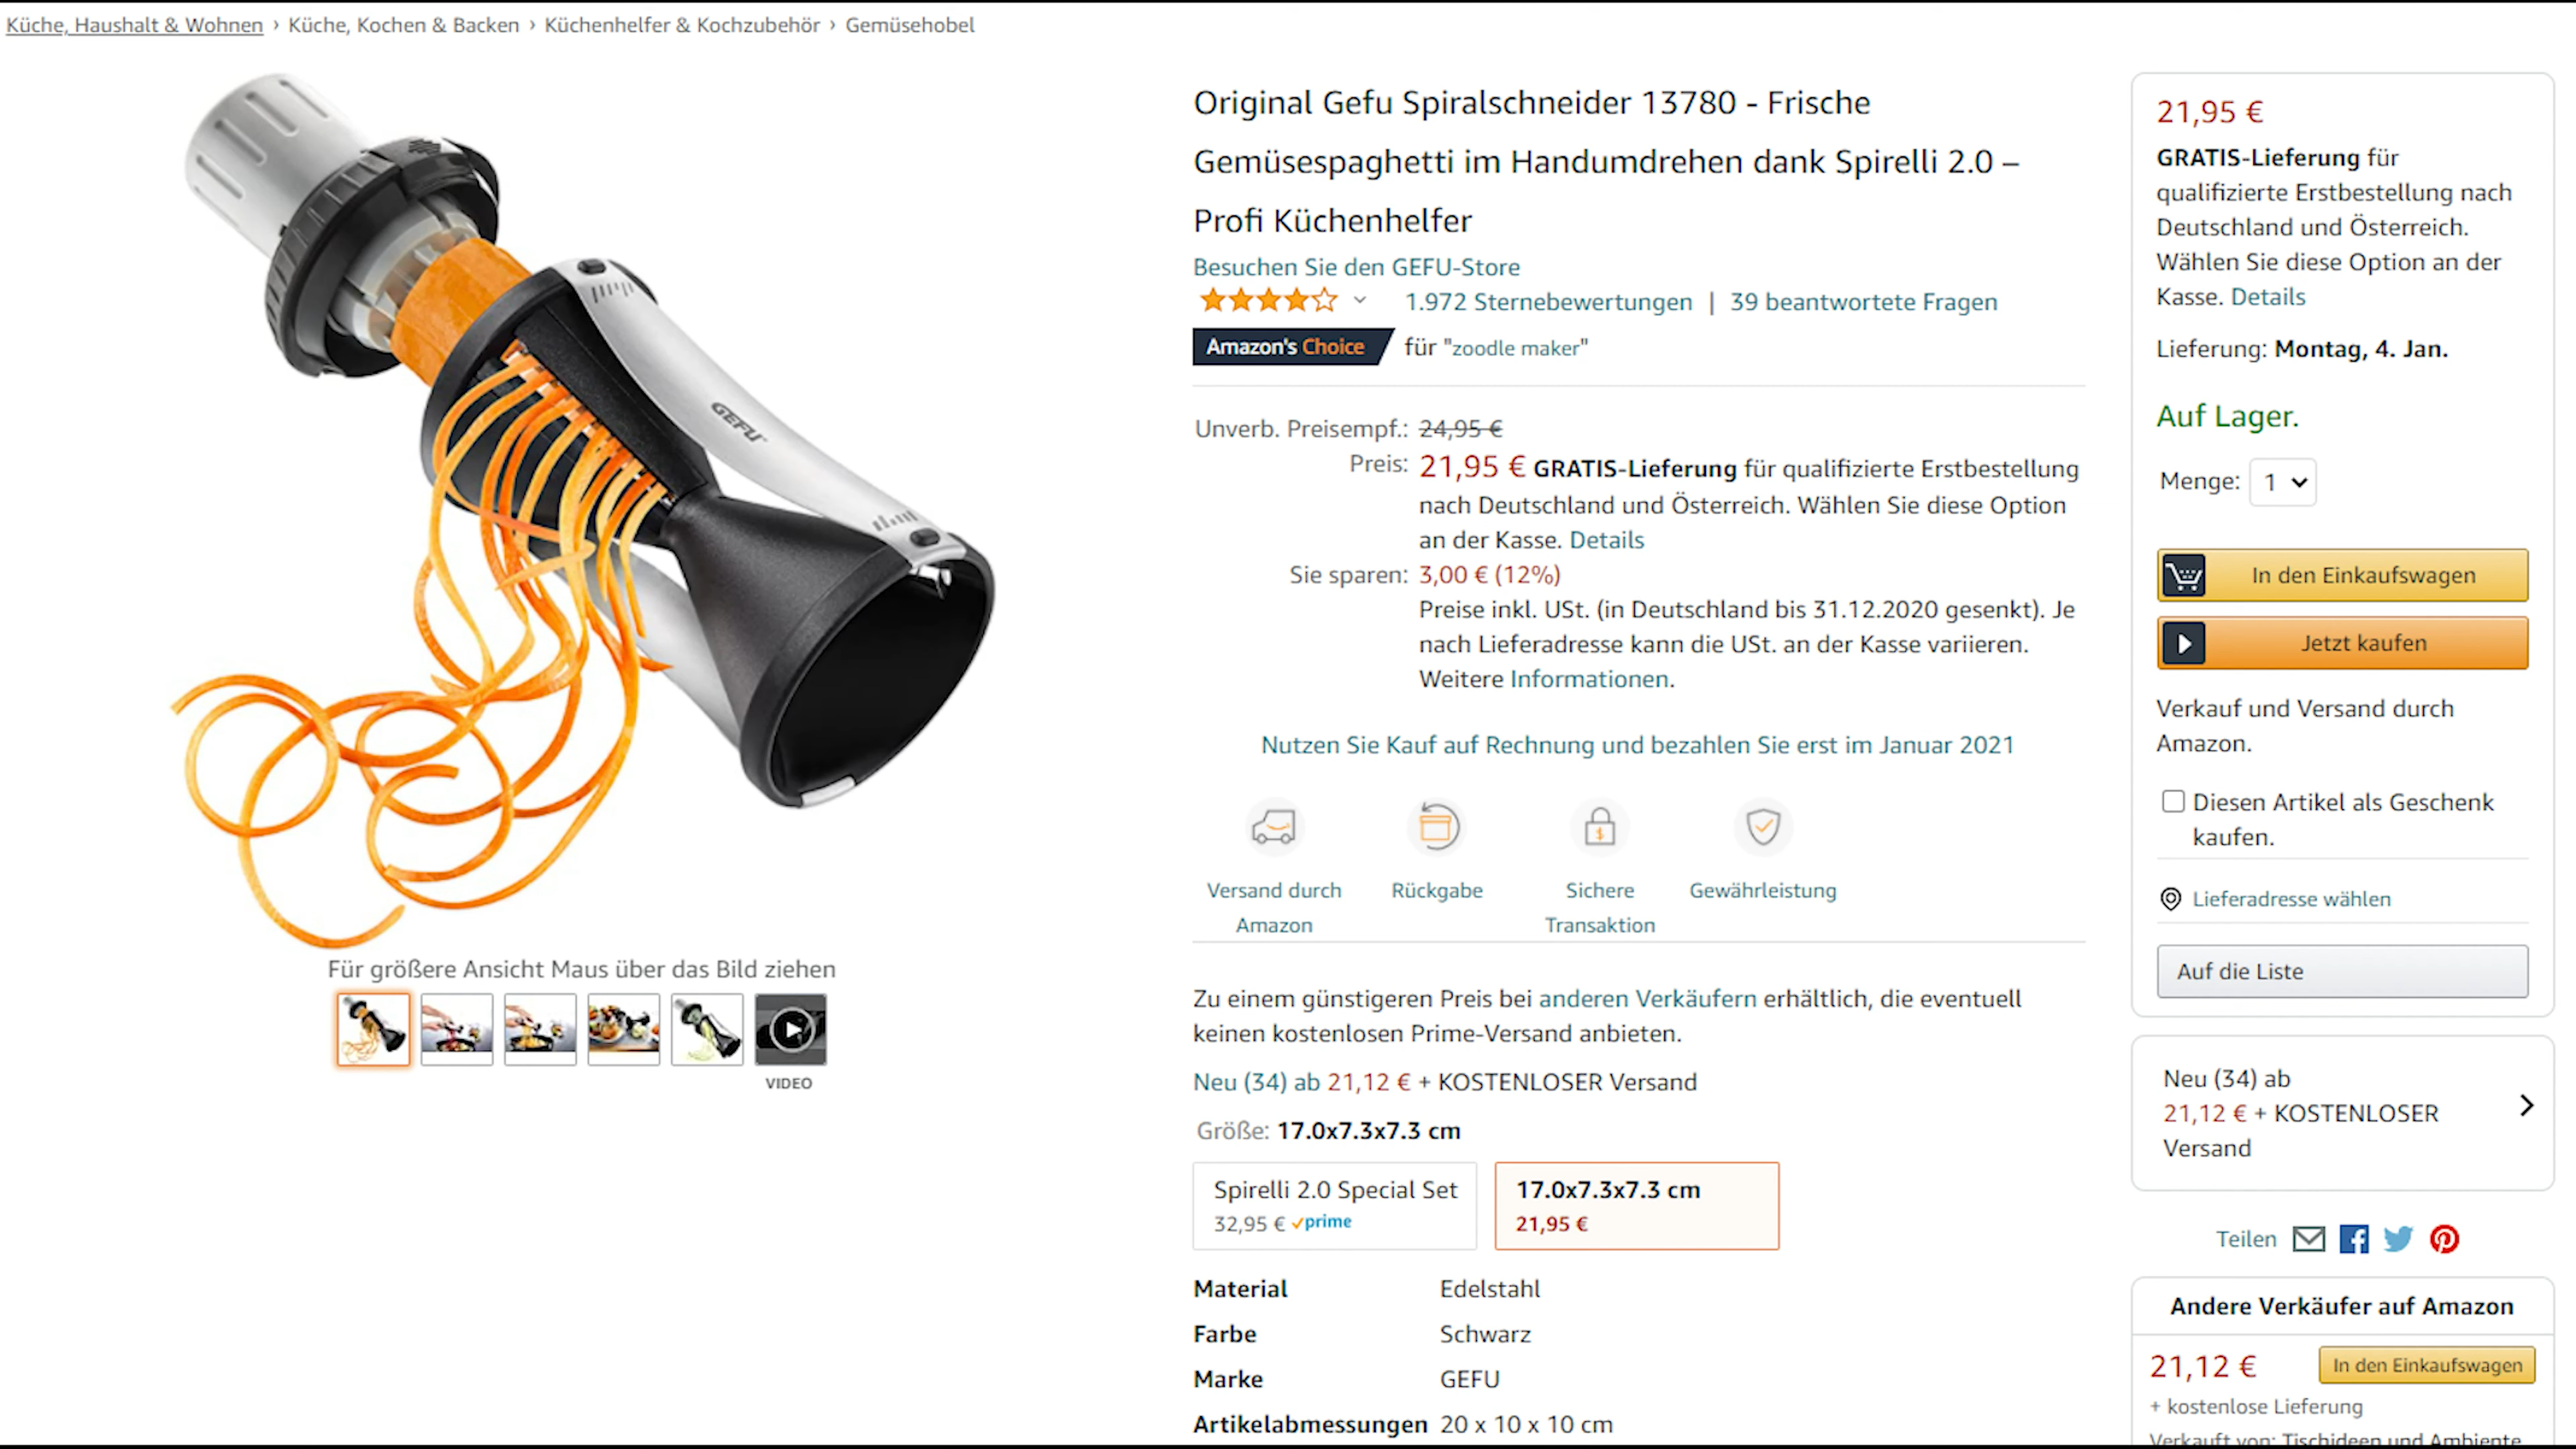 Küche, Haushalt & Wohnen › Küche, Kochen & Backen › Küchenhelfer & Kochzubehör › Gemüsehobel
GEFU
Für größere Ansicht Maus über das Bild ziehen
VIDEO
Original Gefu Spiralschneider 13780 - Frische
Gemüsespaghetti im Handumdrehen dank Spirelli 2.0 –
Profi Küchenhelfer
Besuchen Sie den GEFU-Store
1.972 Sternebewertungen | 39 beantwortete Fragen
Amazon's Choice für "zoodle maker"
Unverb. Preisempf.: 24,95 €
Preis: 21,95 € GRATIS-Lieferung für qualifizierte Erstbestellung
nach Deutschland und Österreich. Wählen Sie diese Option
an der Kasse. Details
Sie sparen: 3,00 € (12%)
Preise inkl. USt. (in Deutschland bis 31.12.2020 gesenkt). Je
nach Lieferadresse kann die USt. an der Kasse variieren.
Weitere Informationen.
Nutzen Sie Kauf auf Rechnung und bezahlen Sie erst im Januar 2021
Versand durch
Amazon
Rückgabe
Sichere
Transaktion
Gewährleistung
Zu einem günstigeren Preis bei anderen Verkäufern erhältlich, die eventuell
keinen kostenlosen Prime-Versand anbieten.
Neu (34) ab 21,12 € + KOSTENLOSER Versand
Größe: 17.0x7.3x7.3 cm
Spirelli 2.0 Special Set
32,95 € prime
17.0x7.3x7.3 cm
21,95 €
Material Edelstahl
Farbe Schwarz
Marke GEFU
Artikelabmessungen 20 x 10 x 10 cm
21,95 €
GRATIS-Lieferung für
qualifizierte Erstbestellung nach
Deutschland und Österreich.
Wählen Sie diese Option an der
Kasse. Details
Lieferung: Montag, 4. Jan.
Auf Lager.
Menge: 1
In den Einkaufswagen
Jetzt kaufen
Verkauf und Versand durch
Amazon.
Diesen Artikel als Geschenk
kaufen.
Lieferadresse wählen
Auf die Liste
Neu (34) ab
21,12 € + KOSTENLOSER
Versand
Teilen
Andere Verkäufer auf Amazon
21,12 € In den Einkaufswagen
+ kostenlose Lieferung
Verkauft von: Tischideen und Ambiente